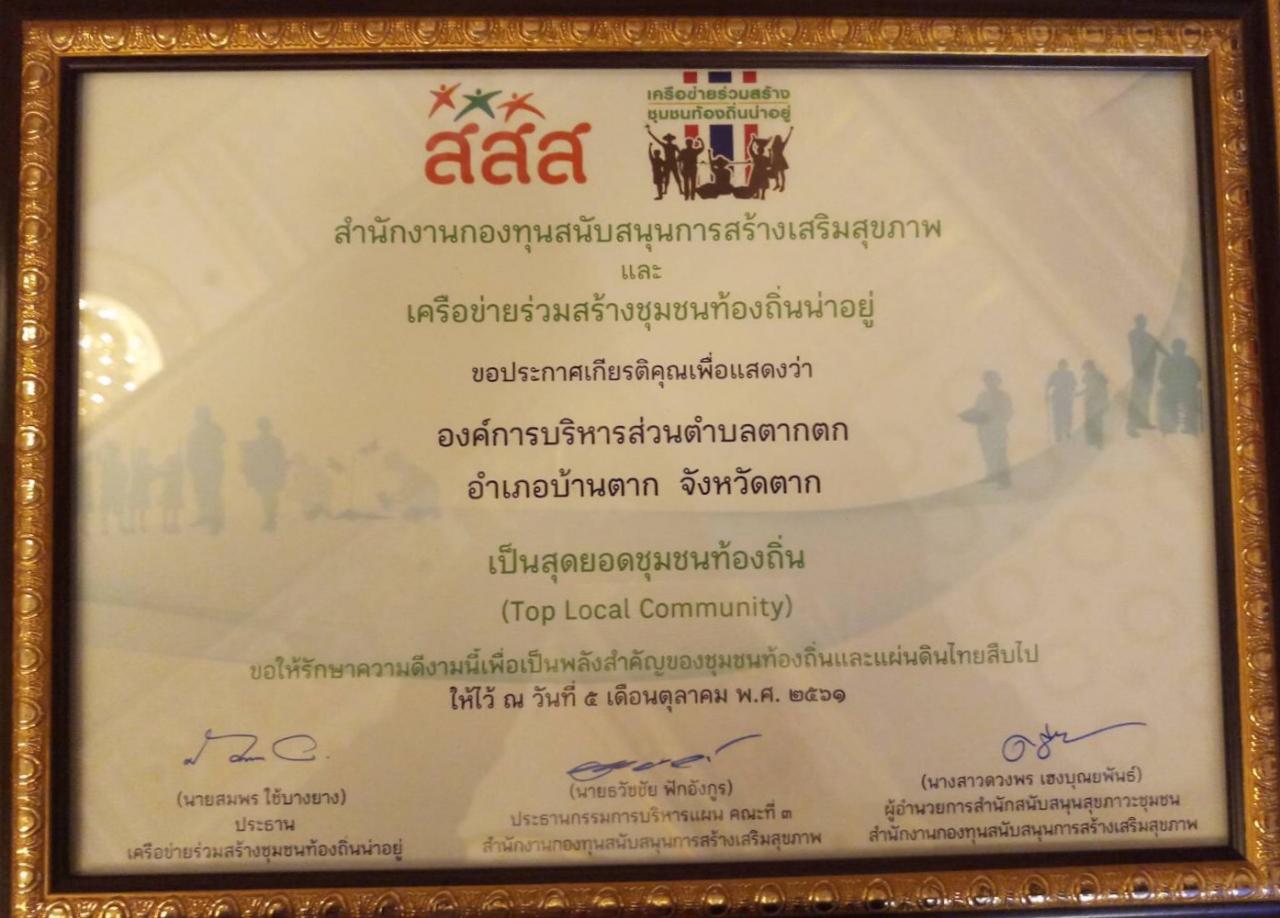 สสส
เครือข่ายร่วมสร้าง
ชุมชนท้องถิ่นน่าอยู่
สำนักงานกองทุนสนับสนุนการสร้างเสริมสุขภาพ
และ
เครือข่ายร่วมสร้างชุมชนท้องถิ่นน่าอยู่
ขอประกาศเกียรติคุณเพื่อแสดงว่า
องค์การบริหารส่วนตำบลตากตก
อำเภอบ้านตาก จังหวัดตาก
เป็นสุดยอดชุมชนท้องถิ่น
(Top Local Community)
ขอให้รักษาความดีงามนี้เพื่อเป็นพลังสำคัญของชุมชนท้องถิ่นและแผ่นดินไทยสืบไป
ให้ไว้ ณ วันที่ ๕ เดือนตุลาคม พ.ศ. ๒๕๖๑
(นายสมพร ใช้บางยาง)
ประธาน
เครือข่ายร่วมสร้างชุมชนท้องถิ่นน่าอยู่
(นายธวัชชัย ฟักอังกูร)
ประธานกรรมการบริหารแผน คณะที่ ๓
สำนักงานกองทุนสนับสนุนการสร้างเสริมสุขภาพ
(นางสาวดวงพร เฮงบุณยพันธ์)
ผู้อำนวยการสำนักสนับสนุนสุขภาวะชุมชน
สำนักงานกองทุนสนับสนุนการสร้างเสริมสุขภาพ